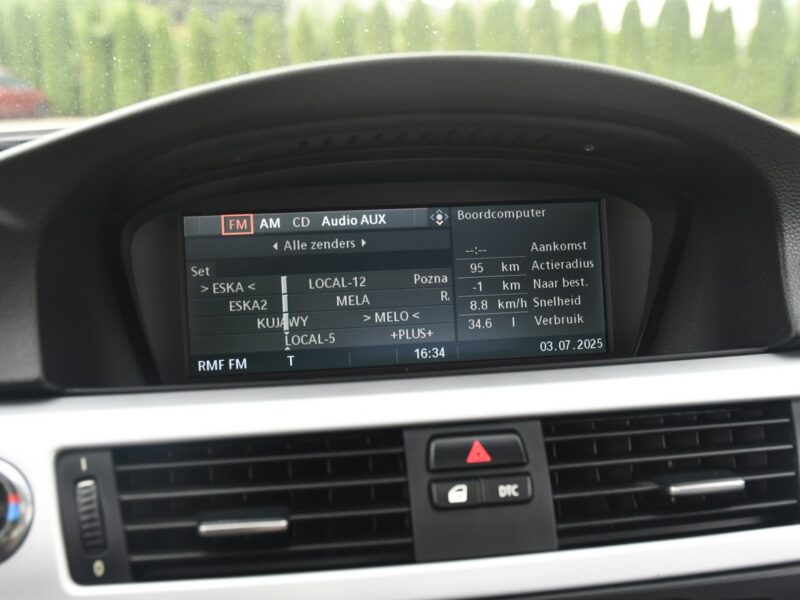 FM AM CD Audio AUX
Alle zenders
Set
> ESKA < LOCAL-12 Pozna
ESKA2 MELA R.
KUJAWY > MELO <
LOCAL-5 +PLUS+
RMF FM T 16:34
Boordcomputer
--:-- Aankomst
95 km Actieradius
-1 km Naar best.
8.8 km/h Snelheid
34.6 l Verbruik
03.07.2025
DTC
I
0